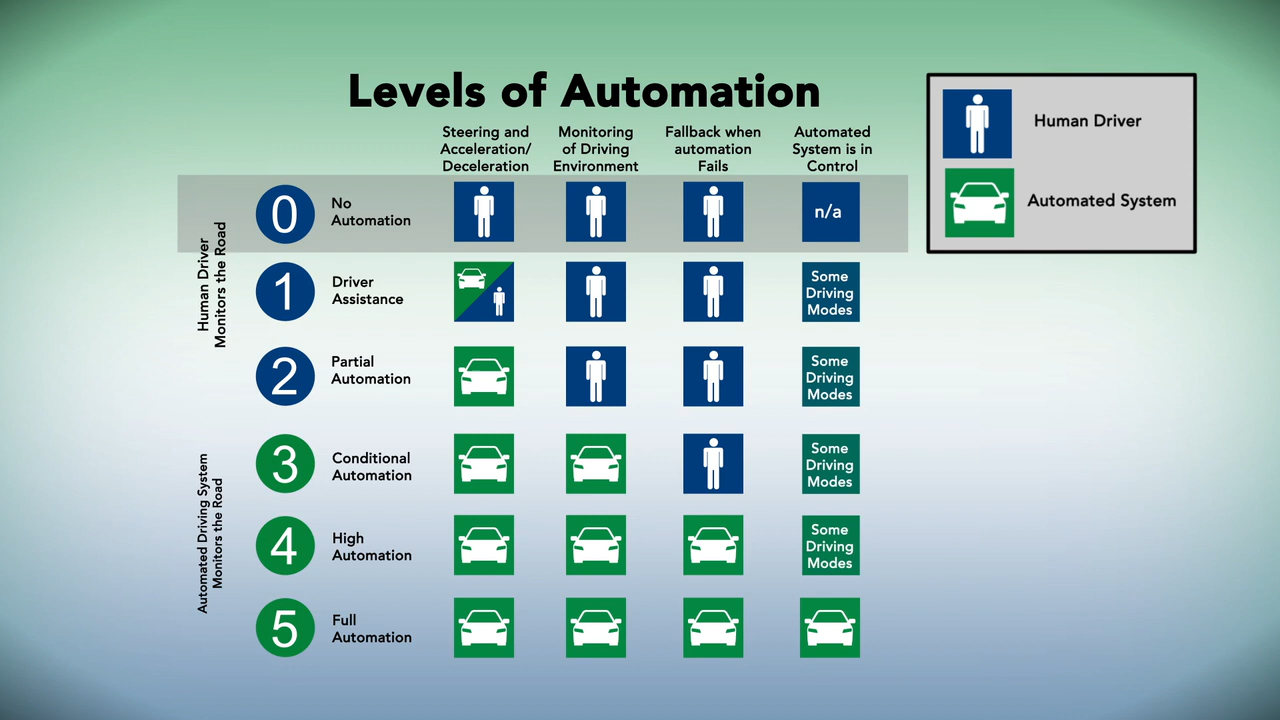 Levels of Automation
Human Driver
Automated System
Steering and
Acceleration/
Deceleration
Monitoring
of Driving
Environment
Fallback when
automation
Fails
Automated
System is in
Control
Human Driver
Monitors the Road
0
No
Automation
n/a
1
Driver
Assistance
Some
Driving
Modes
2
Partial
Automation
Some
Driving
Modes
Automated Driving System
Monitors the Road
3
Conditional
Automation
Some
Driving
Modes
4
High
Automation
Some
Driving
Modes
5
Full
Automation